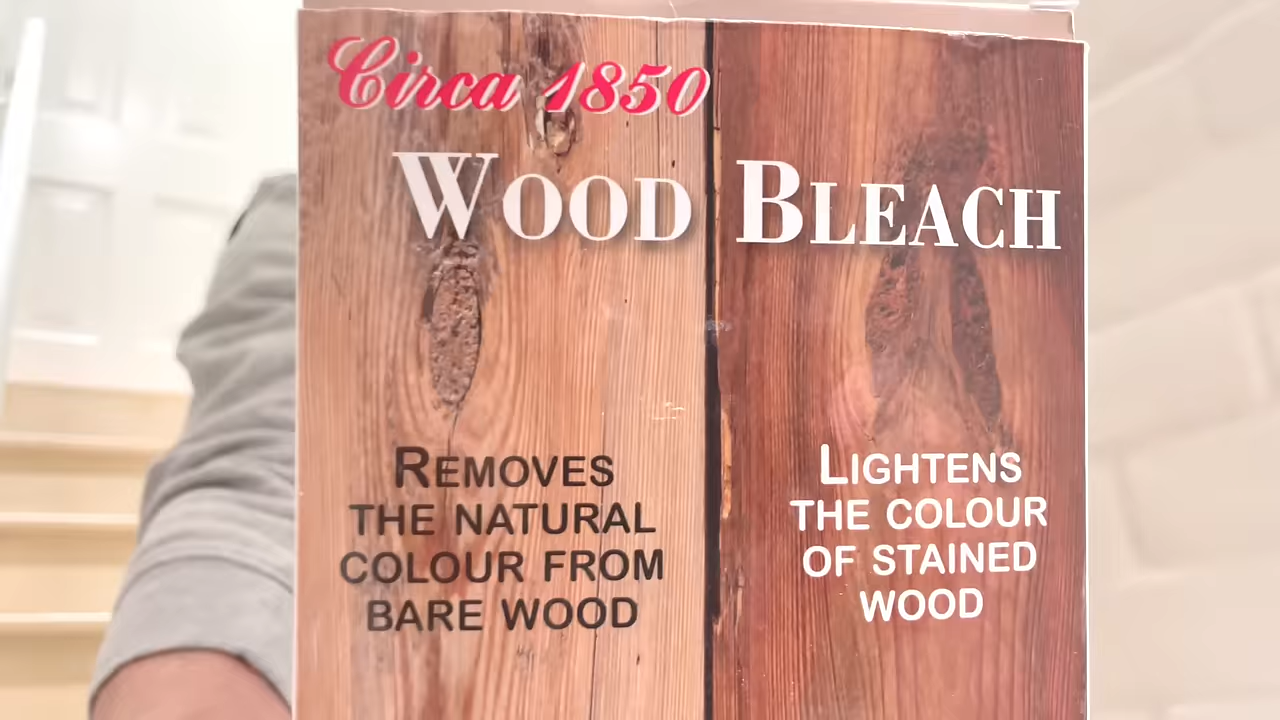 Circa 1850
WOOD BLEACH
REMOVES
THE NATURAL
COLOUR FROM
BARE WOOD
LIGHTENS
THE COLOUR
OF STAINED
WOOD